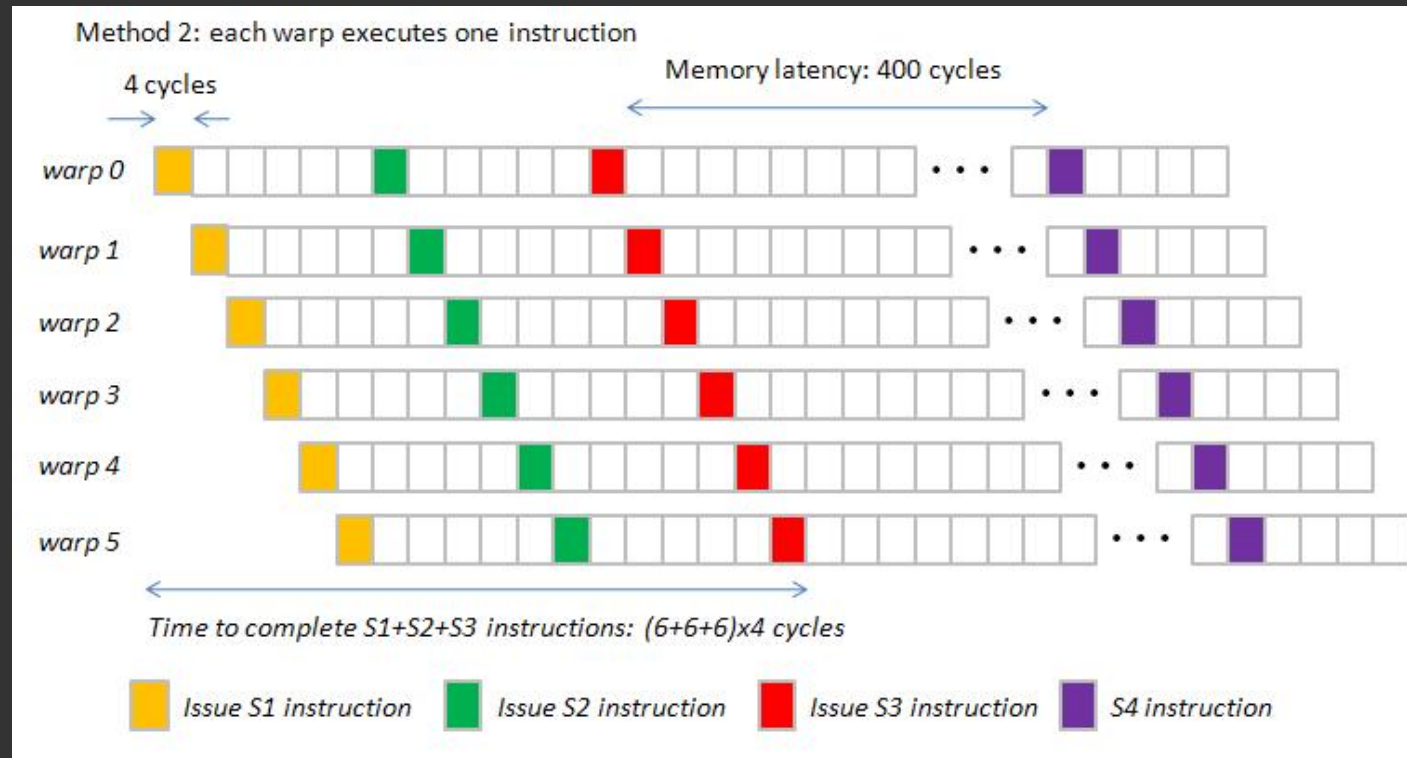 Method 2: each warp executes one instruction
Memory latency: 400 cycles
4 cycles
warp 0
warp 1
warp 2
warp 3
warp 4
warp 5
Time to complete S1+S2+S3 instructions: (6+6+6)x4 cycles
Issue S1 instruction
Issue S2 instruction
Issue S3 instruction
S4 instruction